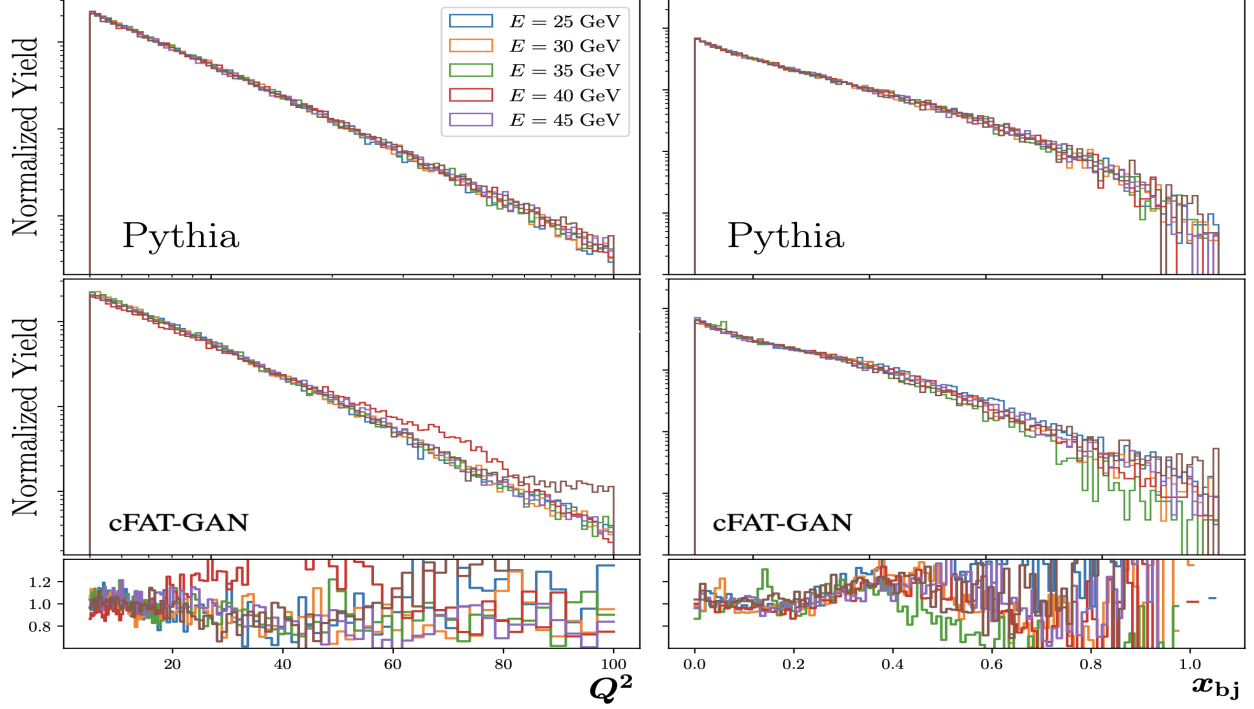 Normalized Yield
E = 25 GeV
E = 30 GeV
E = 35 GeV
E = 40 GeV
E = 45 GeV
Pythia
Pythia
Normalized Yield
cFAT-GAN
cFAT-GAN
1.2
1.0
0.8
20 40 60 80 100
0.0 0.2 0.4 0.6 0.8 1.0
Q²
x_bj